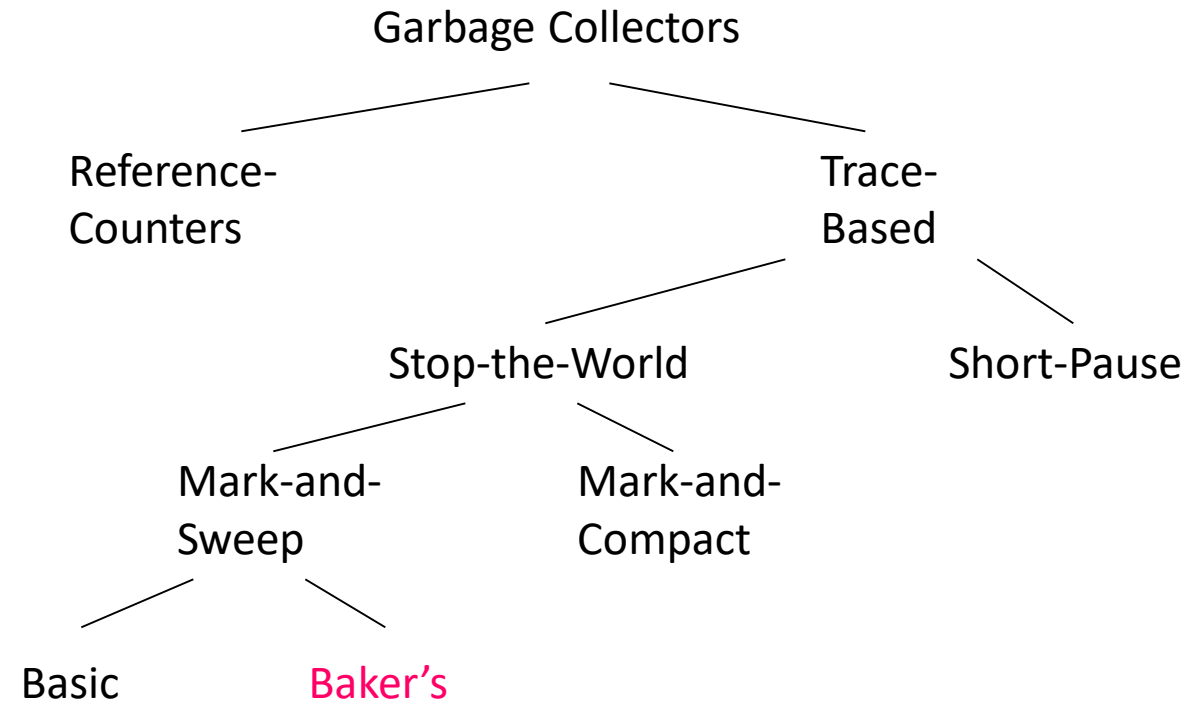 Garbage Collectors
Reference-
Counters
Trace-
Based
Stop-the-World
Short-Pause
Mark-and-
Sweep
Mark-and-
Compact
Basic
Baker’s